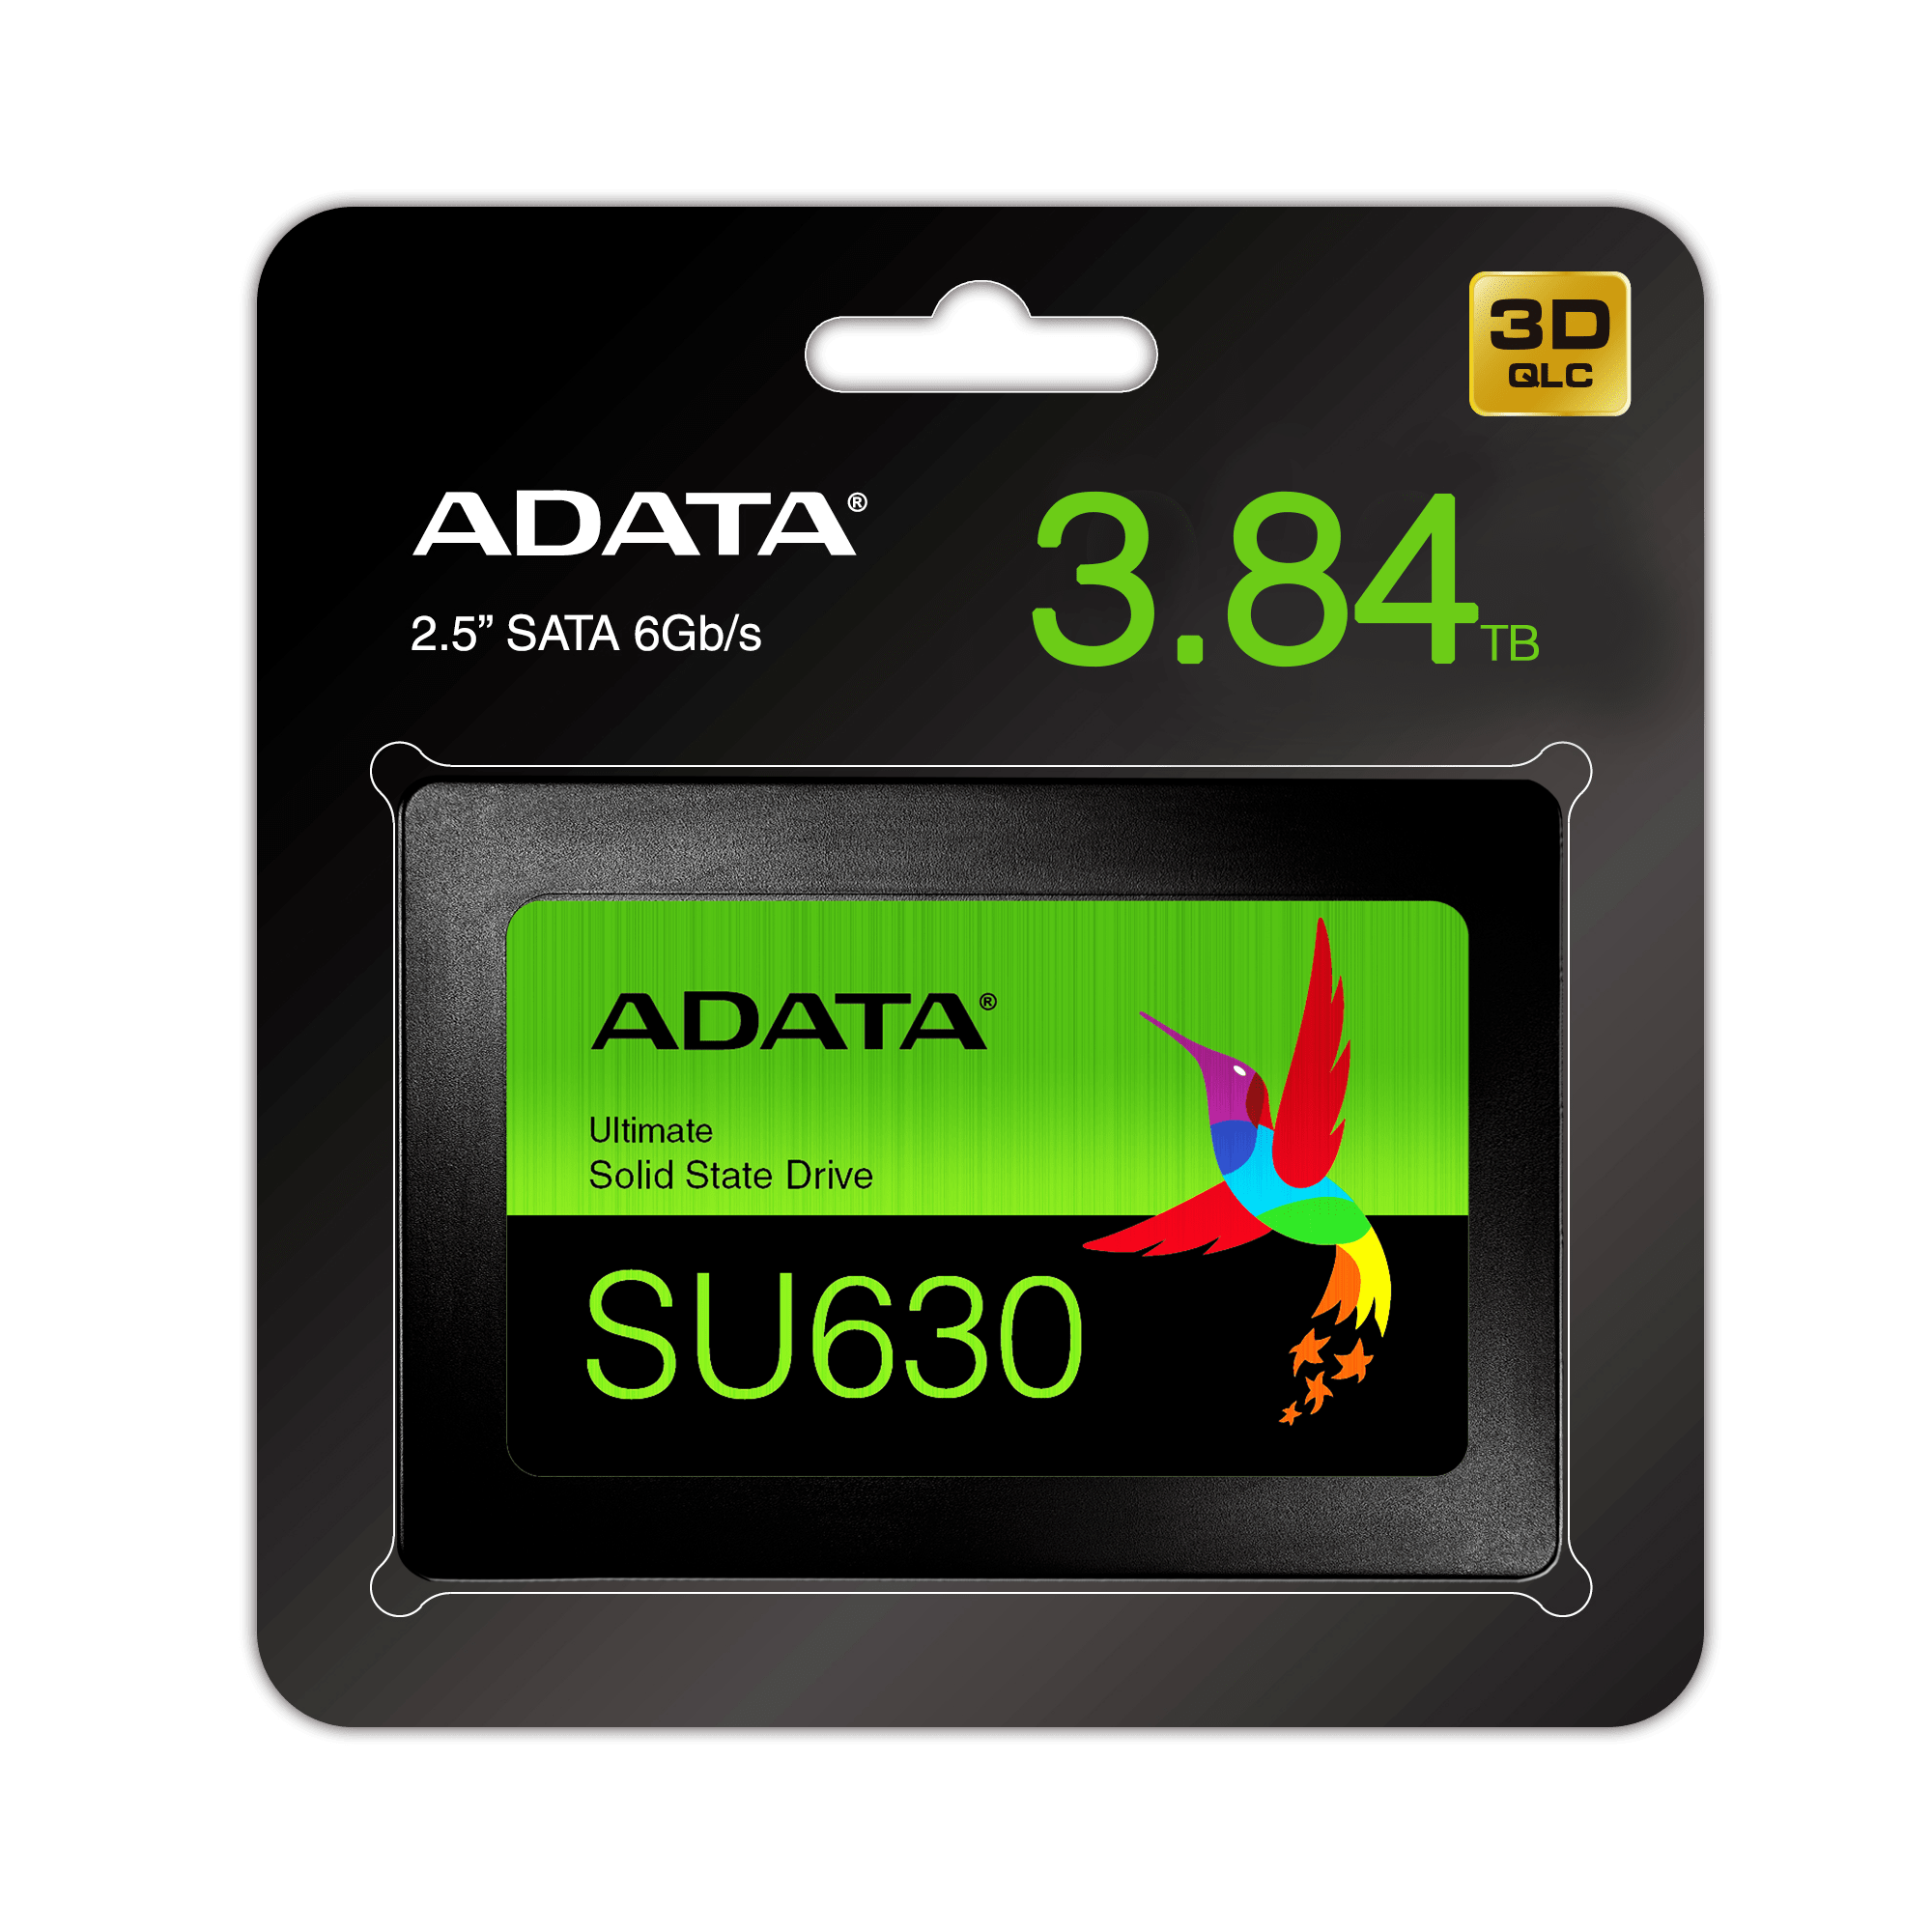 3D
QLC
ADATA®
3.84TB
2.5” SATA 6Gb/s
ADATA®
Ultimate
Solid State Drive
SU630